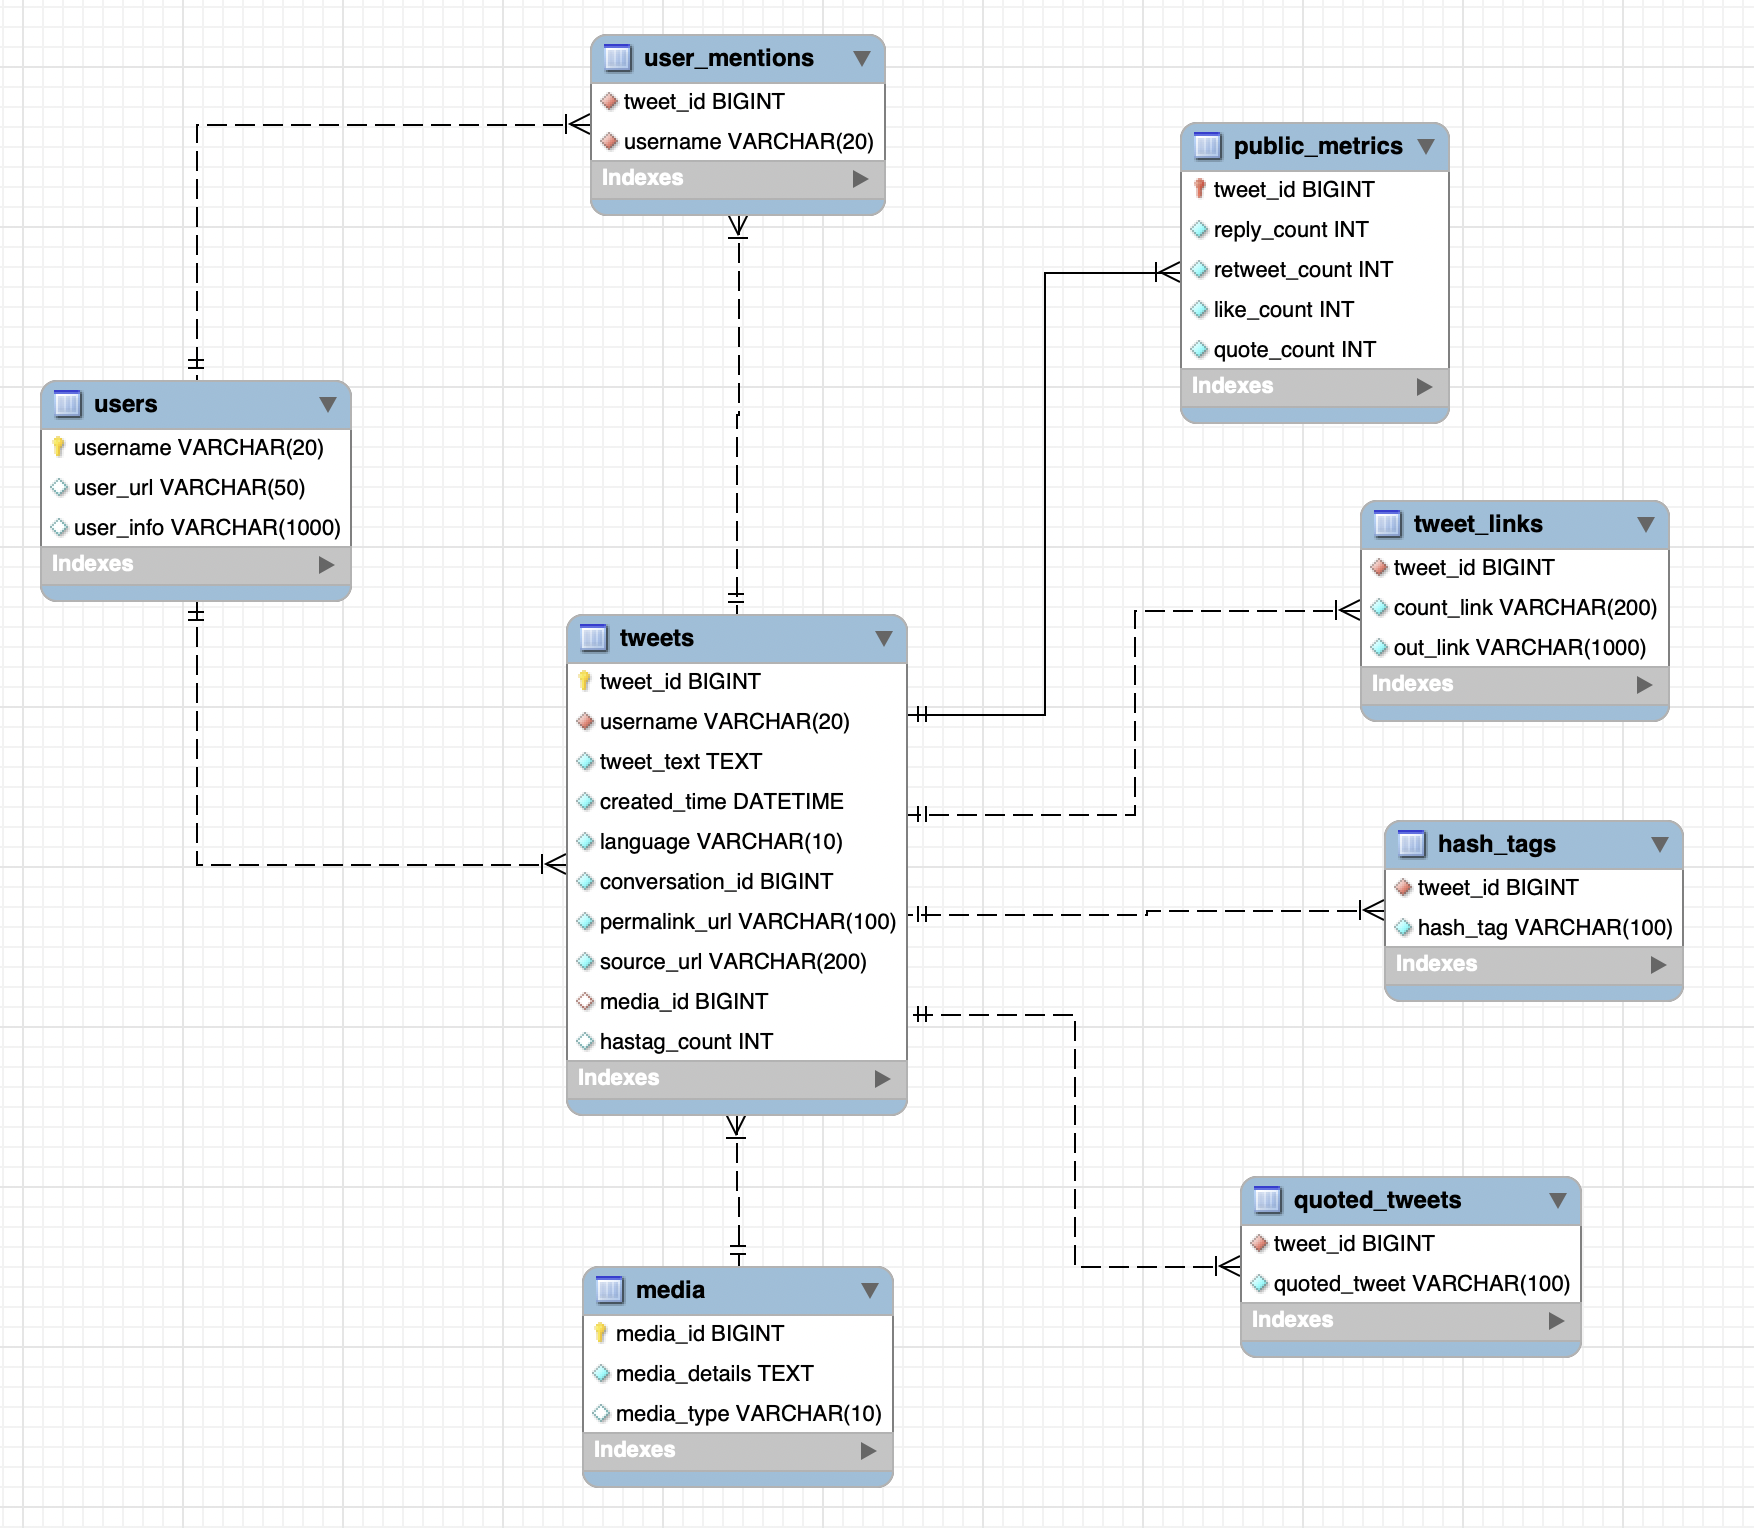 user_mentions
tweet_id BIGINT
username VARCHAR(20)
Indexes
public_metrics
tweet_id BIGINT
reply_count INT
retweet_count INT
like_count INT
quote_count INT
Indexes
users
username VARCHAR(20)
user_url VARCHAR(50)
user_info VARCHAR(1000)
Indexes
tweet_links
tweet_id BIGINT
count_link VARCHAR(200)
out_link VARCHAR(1000)
Indexes
tweets
tweet_id BIGINT
username VARCHAR(20)
tweet_text TEXT
created_time DATETIME
language VARCHAR(10)
conversation_id BIGINT
permalink_url VARCHAR(100)
source_url VARCHAR(200)
media_id BIGINT
hastag_count INT
Indexes
hash_tags
tweet_id BIGINT
hash_tag VARCHAR(100)
Indexes
quoted_tweets
tweet_id BIGINT
quoted_tweet VARCHAR(100)
Indexes
media
media_id BIGINT
media_details TEXT
media_type VARCHAR(10)
Indexes